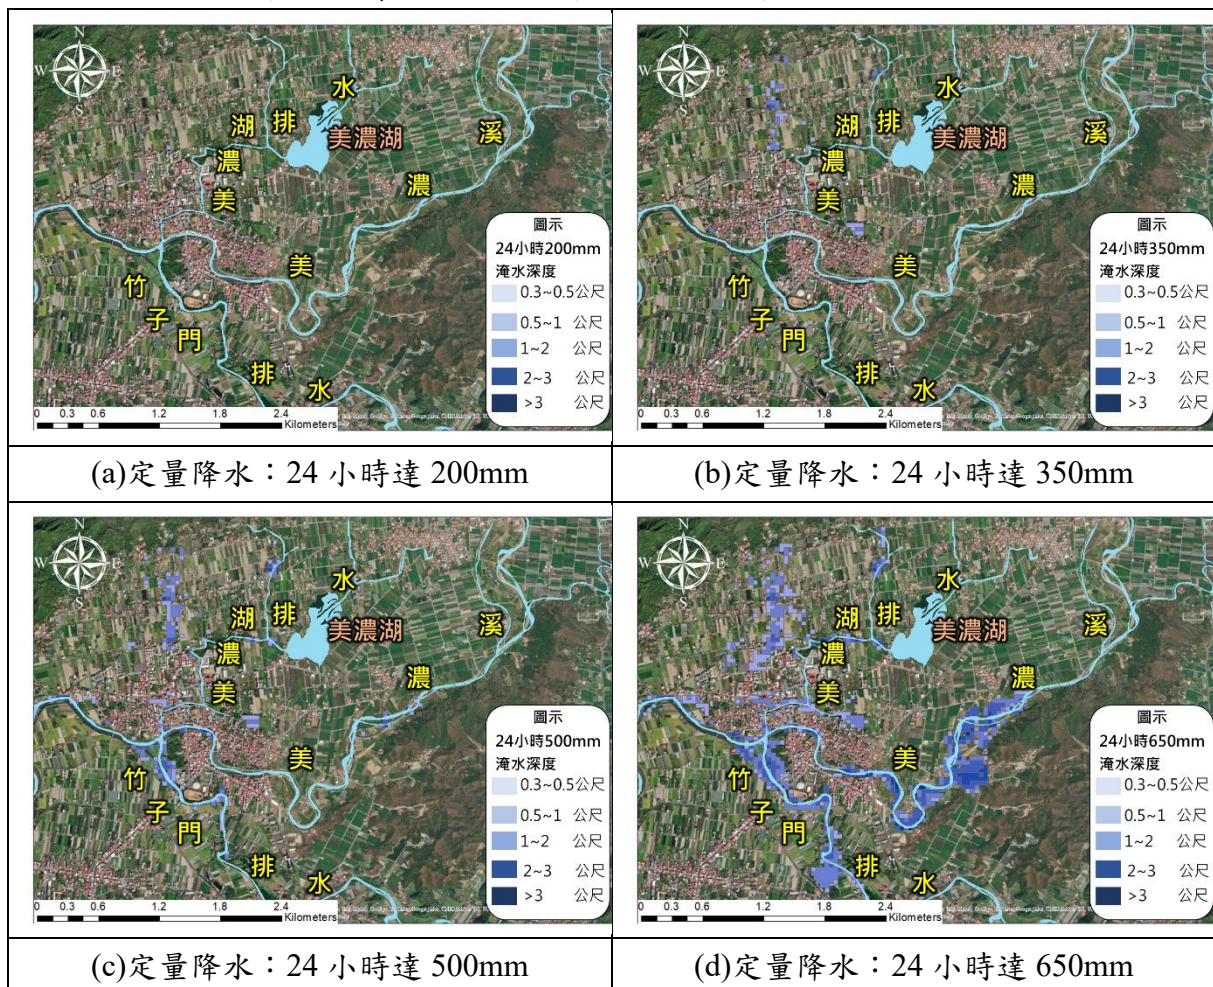 N
W E
S
水
湖 排
美濃湖
溪
濃
濃
美
美
竹
子
門
排
水
圖示
24小時200mm
淹水深度
0.3~0.5公尺
0.5~1 公尺
1~2 公尺
2~3 公尺
>3 公尺
0 0.3 0.6 1.2 1.8 2.4
Kilometers
N
W E
S
水
湖 排
美濃湖
溪
濃
濃
美
美
竹
子
門
排
水
圖示
24小時350mm
淹水深度
0.3~0.5公尺
0.5~1 公尺
1~2 公尺
2~3 公尺
>3 公尺
0 0.3 0.6 1.2 1.8 2.4
Kilometers
(a)定量降水：24 小時達 200mm
(b)定量降水：24 小時達 350mm
N
W E
S
水
湖 排
美濃湖
溪
濃
濃
美
美
竹
子
門
排
水
圖示
24小時500mm
淹水深度
0.3~0.5公尺
0.5~1 公尺
1~2 公尺
2~3 公尺
>3 公尺
0 0.3 0.6 1.2 1.8 2.4
Kilometers
N
W E
S
水
湖 排
美濃湖
溪
濃
濃
美
美
竹
子
門
排
水
圖示
24小時650mm
淹水深度
0.3~0.5公尺
0.5~1 公尺
1~2 公尺
2~3 公尺
>3 公尺
0 0.3 0.6 1.2 1.8 2.4
Kilometers
(c)定量降水：24 小時達 500mm
(d)定量降水：24 小時達 650mm